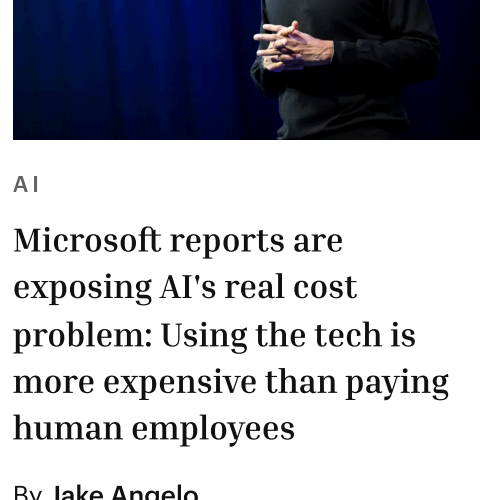 AI
Microsoft reports are
exposing AI's real cost
problem: Using the tech is
more expensive than paying
human employees
By Jake Angelo